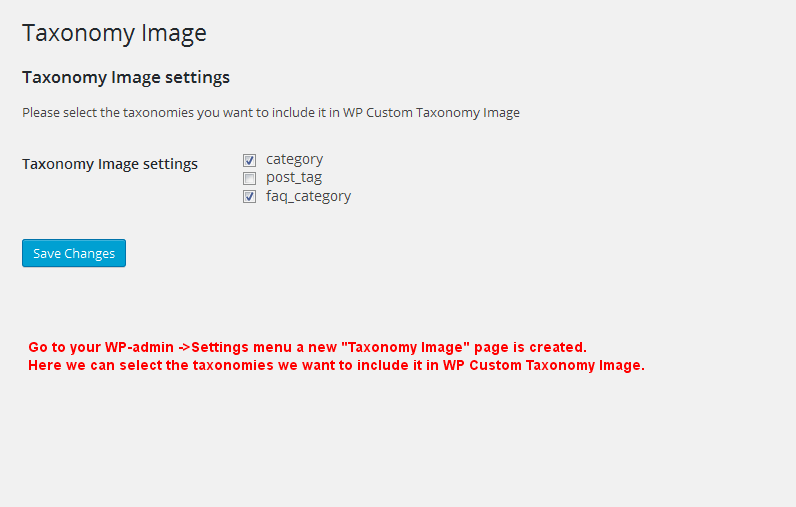 Taxonomy Image
Taxonomy Image settings
Please select the taxonomies you want to include it in WP Custom Taxonomy Image
Taxonomy Image settings
category
post_tag
faq_category
Save Changes
Go to your WP-admin ->Settings menu a new "Taxonomy Image" page is created.
Here we can select the taxonomies we want to include it in WP Custom Taxonomy Image.